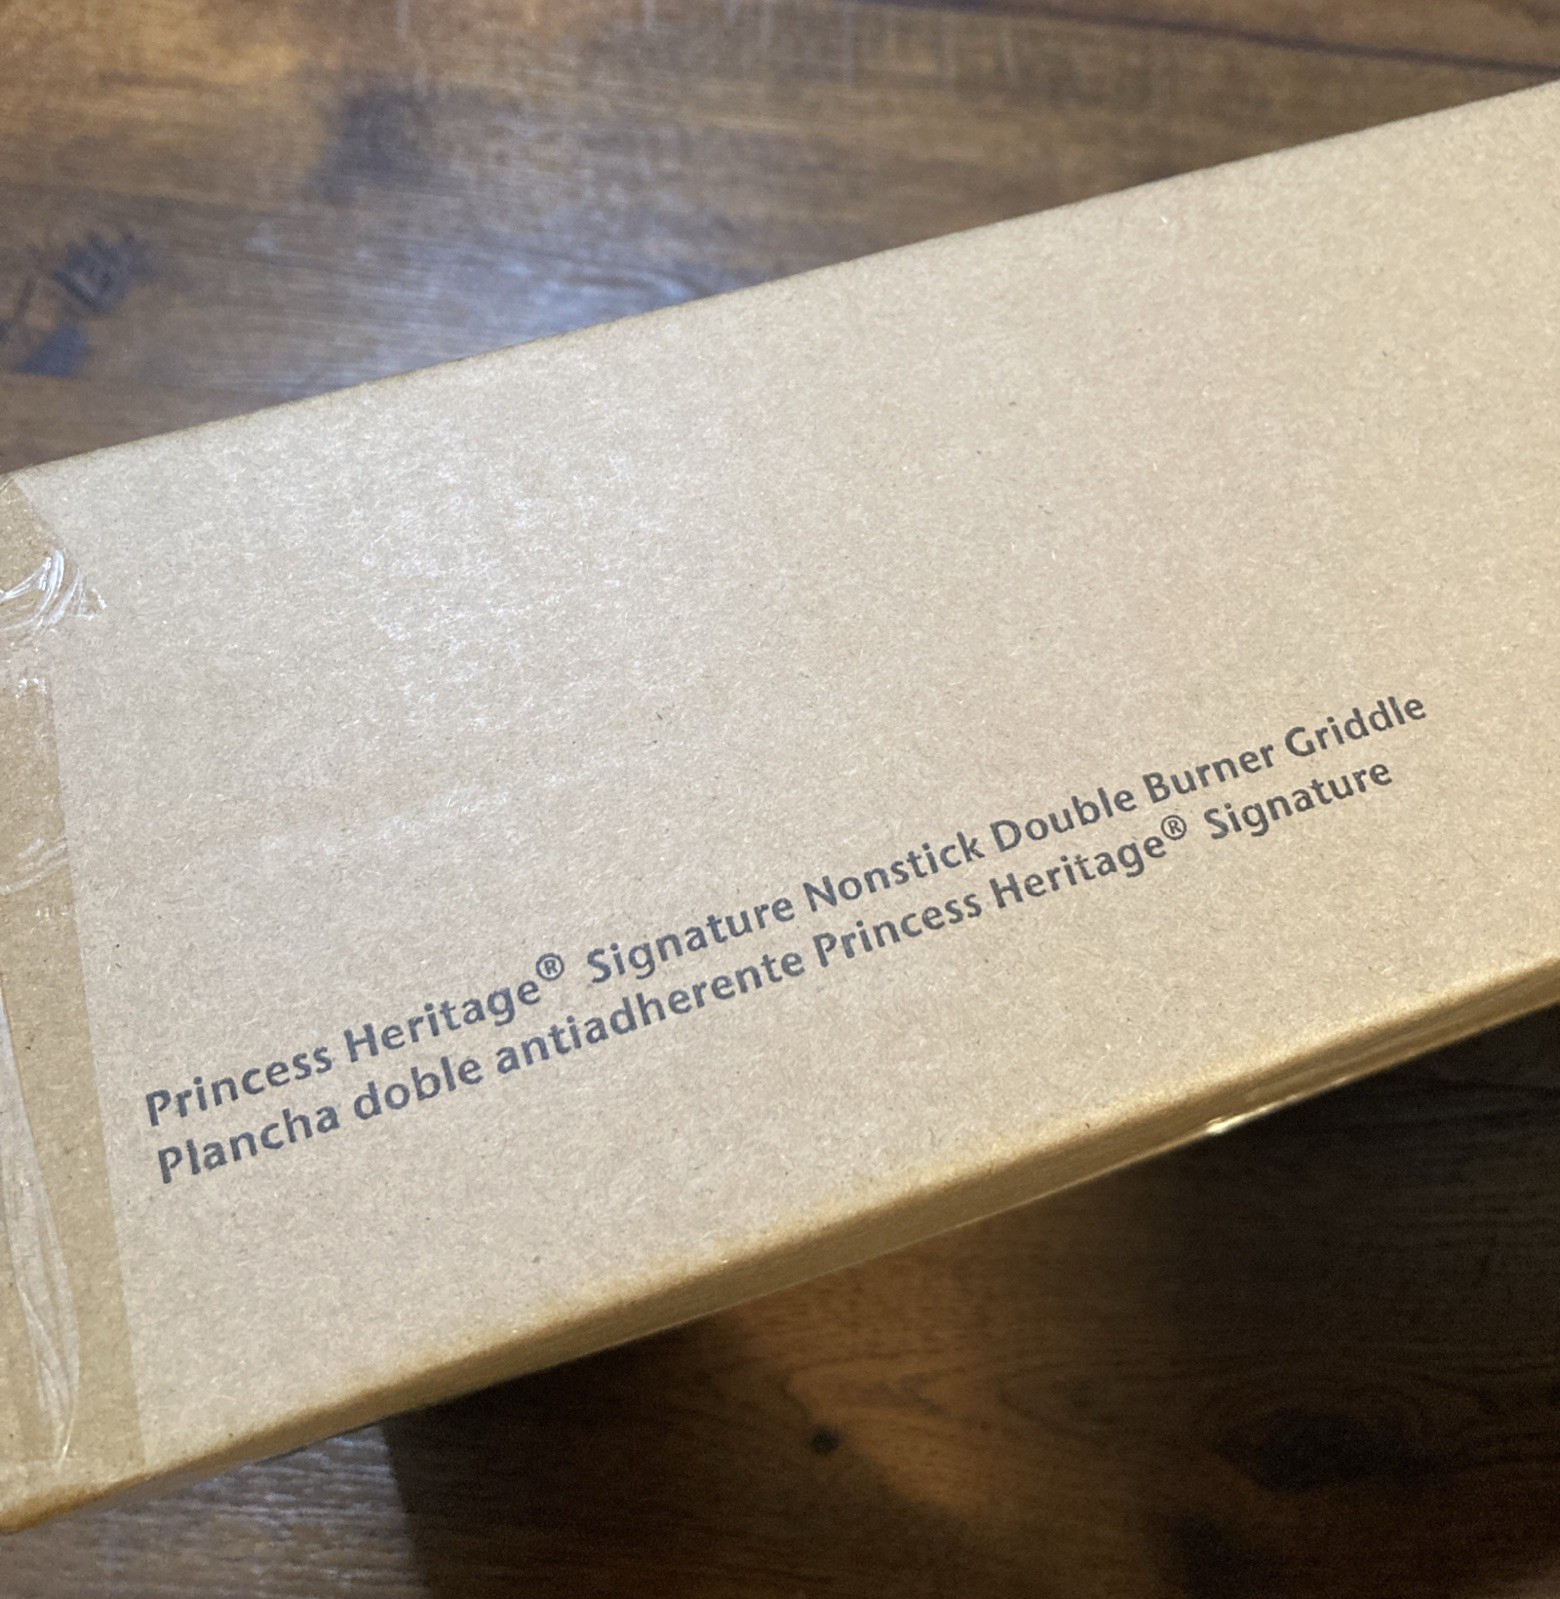 Princess Heritage® Signature Nonstick Double Burner Griddle
Plancha doble antiadherente Princess Heritage® Signature